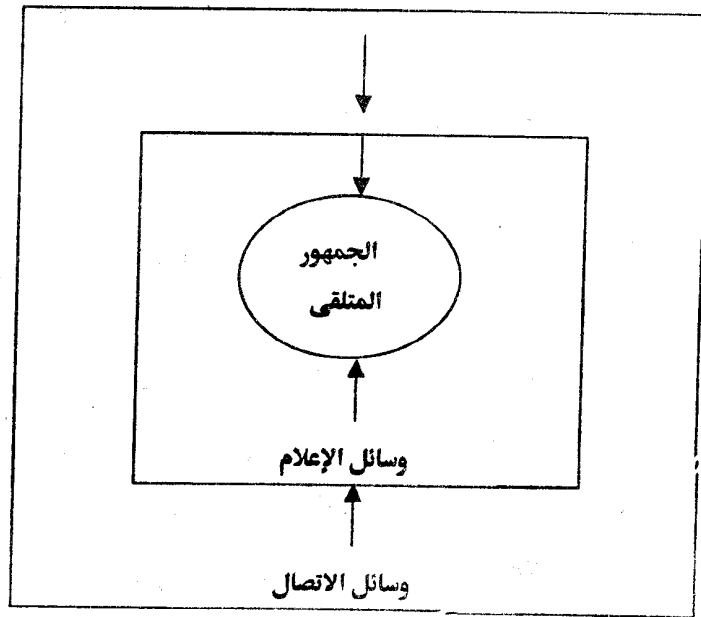 الجمهور
المتلقى
وسائل الإعلام
وسائل الاتصال